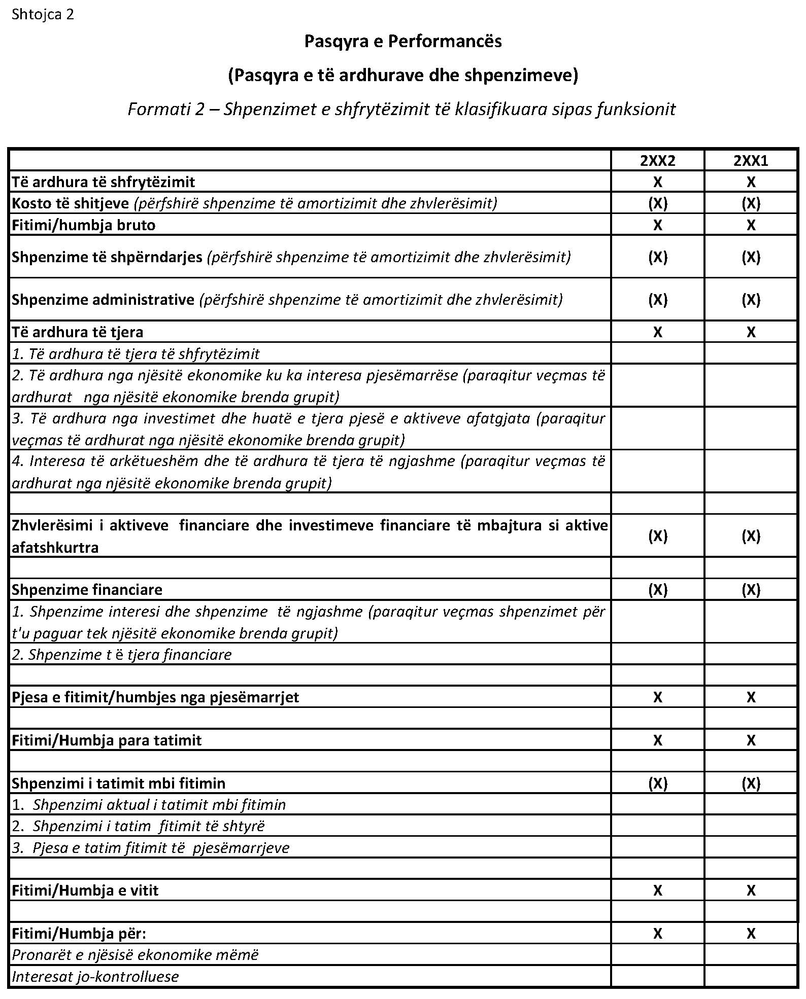 Shtojca 2
Pasqyra e Performancës
(Pasqyra e të ardhurave dhe shpenzimeve)
Formati 2 – Shpenzimet e shfrytëzimit të klasifikuara sipas funksionit
2XX2 2XX1
Të ardhura të shfrytëzimit X X
Kosto të shitjeve (përfshirë shpenzime të amortizimit dhe zhvlerësimit) (X) (X)
Fitimi/humbja bruto X X
Shpenzime të shpërndarjes (përfshirë shpenzime të amortizimit dhe zhvlerësimit) (X) (X)
Shpenzime administrative (përfshirë shpenzime të amortizimit dhe zhvlerësimit) (X) (X)
Të ardhura të tjera X X
1. Të ardhura të tjera të shfrytëzimit
2. Të ardhura nga njësitë ekonomike ku ka interesa pjesëmarrëse (paraqitur veçmas të
ardhurat nga njësitë ekonomike brenda grupit)
3. Të ardhura nga investimet dhe huatë e tjera pjesë e aktiveve afatgjata (paraqitur
veçmas të ardhurat nga njësitë ekonomike brenda grupit)
4. Interesa të arkëtueshëm dhe të ardhura të tjera të ngjashme (paraqitur veçmas të
ardhurat nga njësitë ekonomike brenda grupit)
Zhvlerësimi i aktiveve financiare dhe investimeve financiare të mbajtura si aktive
afatshkurtra (X) (X)
Shpenzime financiare (X) (X)
1. Shpenzime interesi dhe shpenzime të ngjashme (paraqitur veçmas shpenzimet për
t'u paguar tek njësitë ekonomike brenda grupit)
2. Shpenzime t ë tjera financiare
Pjesa e fitimit/humbjes nga pjesëmarrjet X X
Fitimi/Humbja para tatimit X X
Shpenzimi i tatimit mbi fitimin (X) (X)
1. Shpenzimi aktual i tatimit mbi fitimin
2. Shpenzimi i tatim fitimit të shtyrë
3. Pjesa e tatim fitimit të pjesëmarrjeve
Fitimi/Humbja e vitit X X
Fitimi/Humbja për: X X
Pronarët e njësisë ekonomike mëmë
Interesat jo-kontrolluese